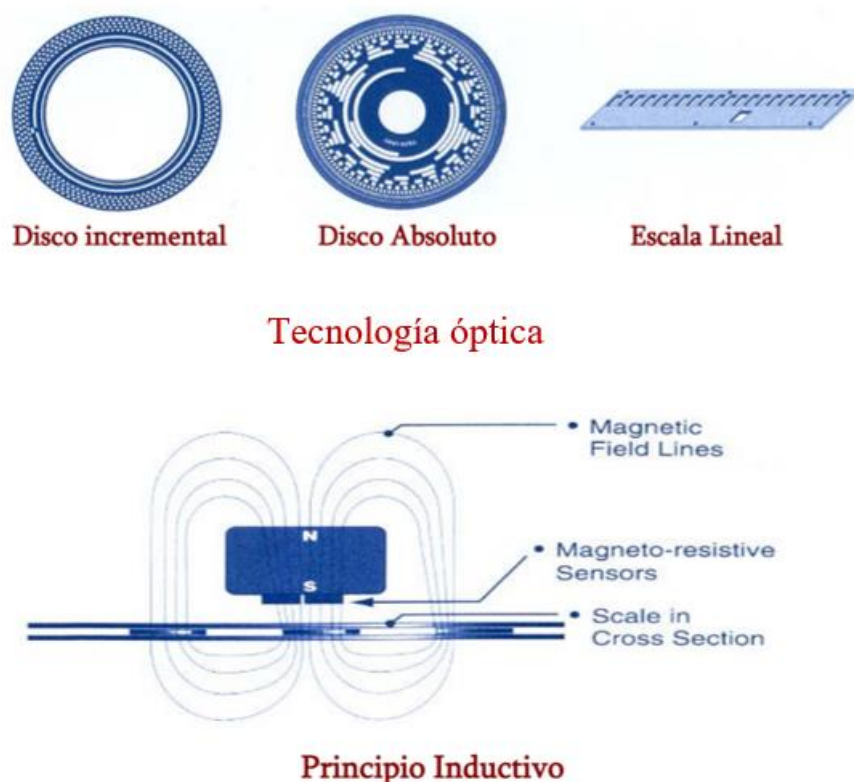 Disco incremental
Disco Absoluto
Escala Lineal
Tecnología óptica
• Magnetic
Field Lines
N
• Magneto-resistive
Sensors
S
• Scale in
Cross Section
Principio Inductivo